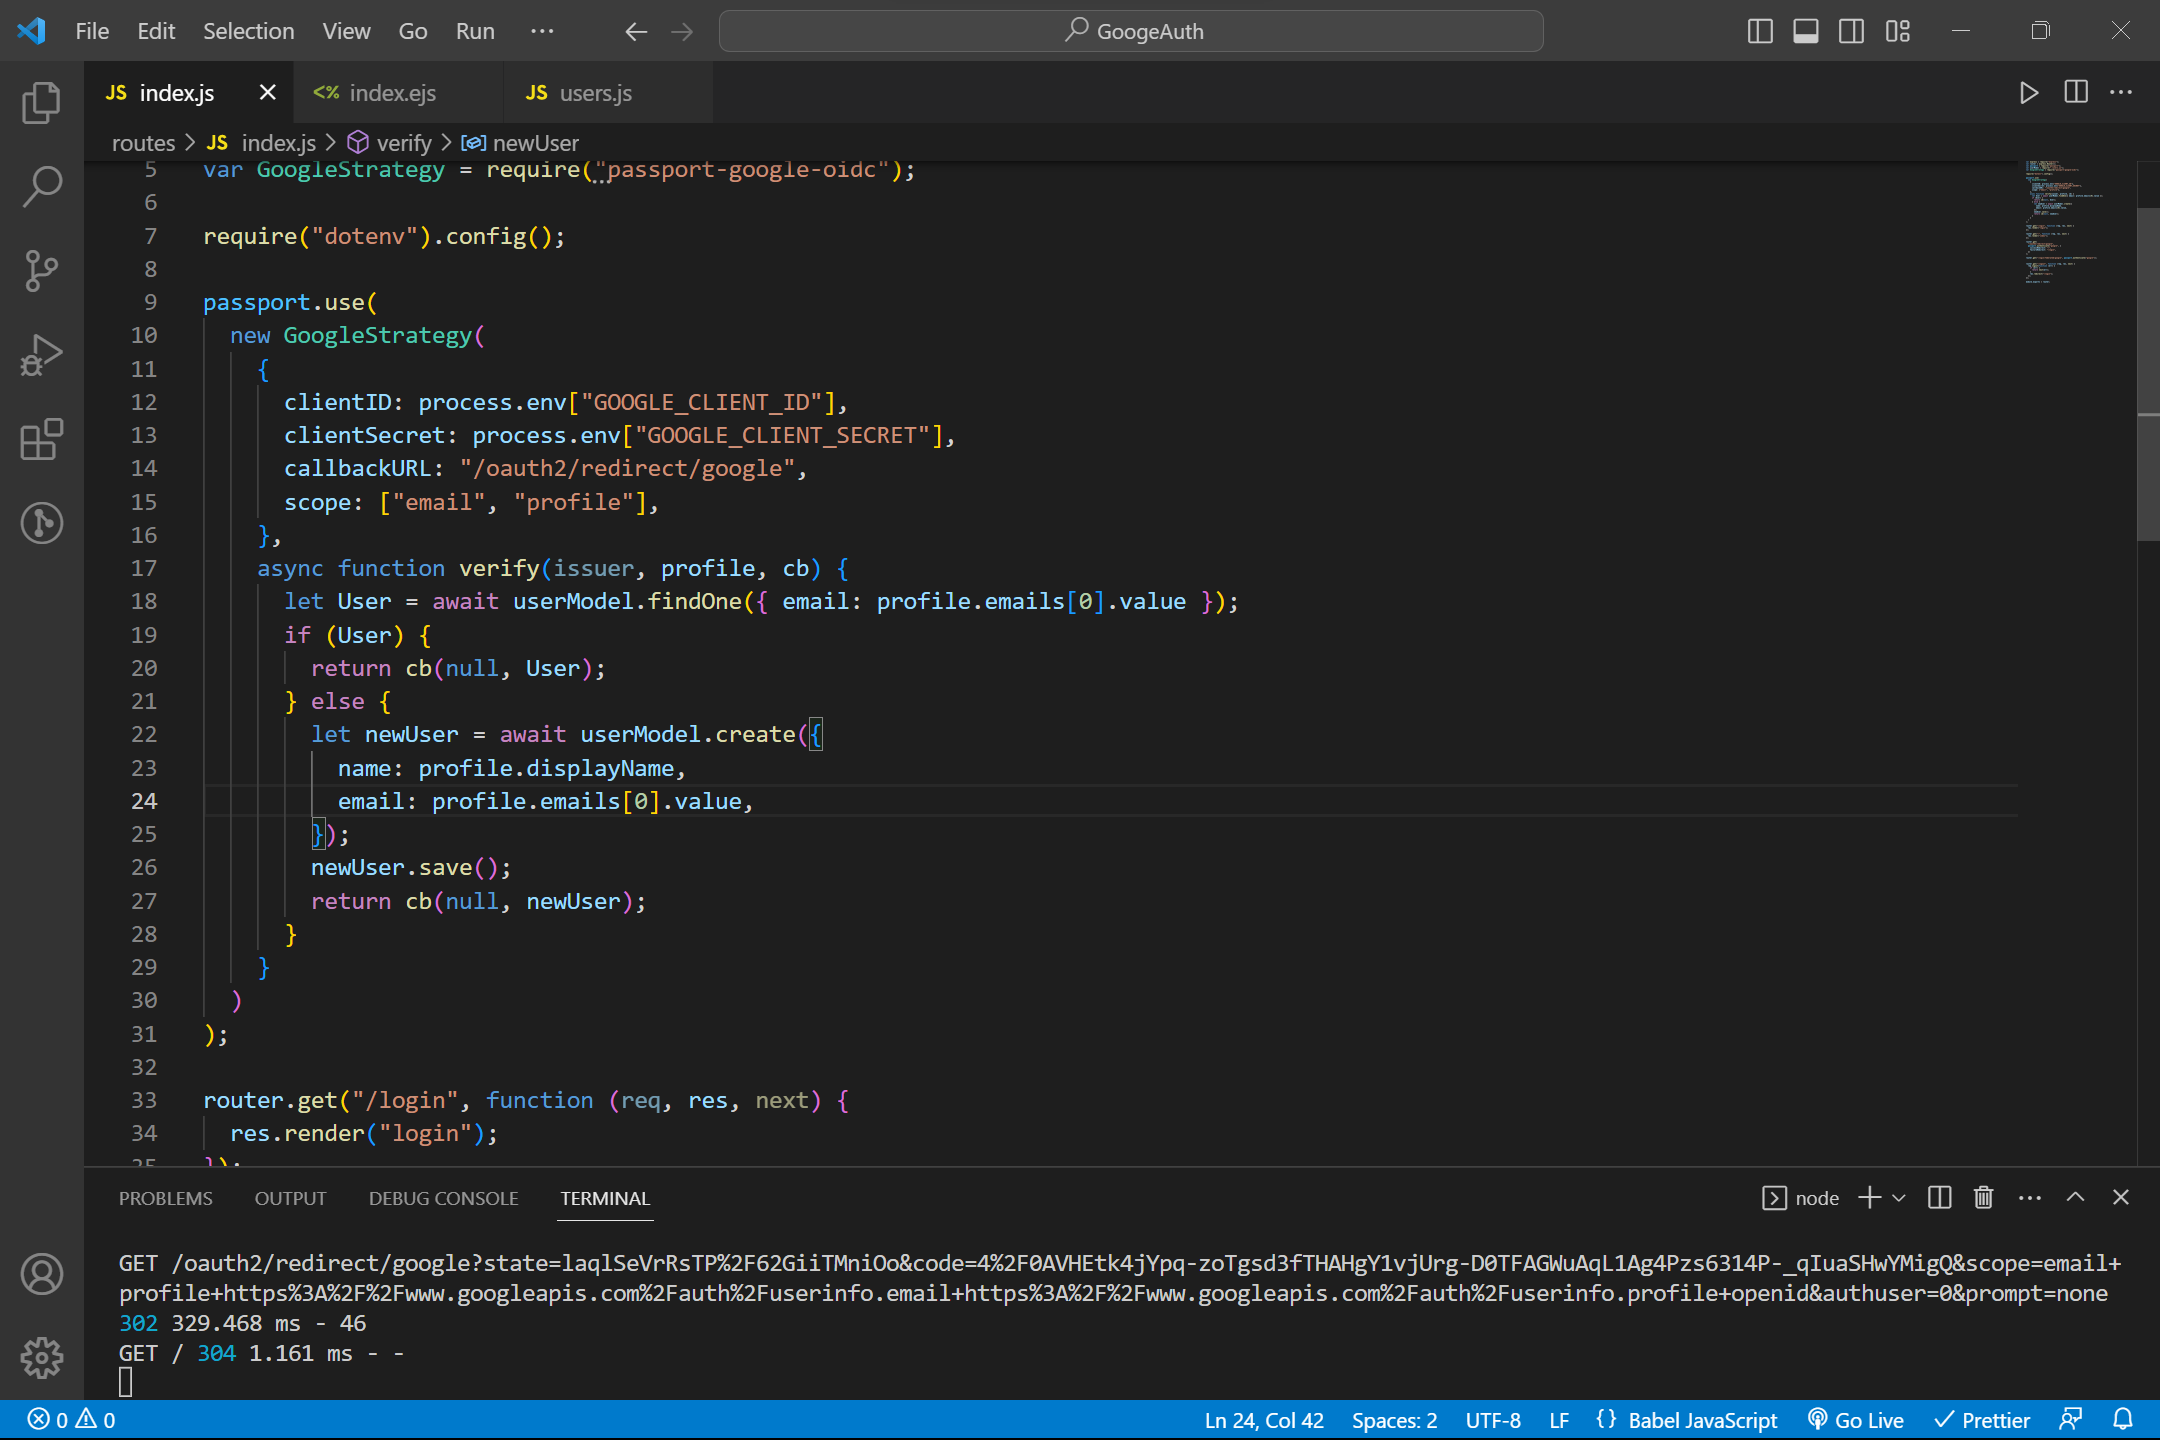 File Edit Selection View Go Run ··· GoogeAuth
JS index.js <% index.ejs JS users.js
routes > JS index.js > verify > newUser
5 var GoogleStrategy = require("passport-google-oidc");
6
7 require("dotenv").config();
8
9 passport.use(
10 new GoogleStrategy(
11 {
12 clientID: process.env["GOOGLE_CLIENT_ID"],
13 clientSecret: process.env["GOOGLE_CLIENT_SECRET"],
14 callbackURL: "/oauth2/redirect/google",
15 scope: ["email", "profile"],
16 },
17 async function verify(issuer, profile, cb) {
18 let User = await userModel.findOne({ email: profile.emails[0].value });
19 if (User) {
20 return cb(null, User);
21 } else {
22 let newUser = await userModel.create({
23 name: profile.displayName,
24 email: profile.emails[0].value,
25 });
26 newUser.save();
27 return cb(null, newUser);
28 }
29 }
30 )
31 );
32
33 router.get("/login", function (req, res, next) {
34 res.render("login");
35 });
PROBLEMS OUTPUT DEBUG CONSOLE TERMINAL node
GET /oauth2/redirect/google?state=laqlSeVrRsTP%2F62GiiTMniOo&code=4%2F0AVHEtk4jYpq-zoTgsd3fTHAHgY1vjUrg-D0TFAGWuAqL1Ag4Pzs6314P-_qIuaSHwYMigQ&scope=email+
profile+https%3A%2F%2Fwww.googleapis.com%2Fauth%2Fuserinfo.email+https%3A%2F%2Fwww.googleapis.com%2Fauth%2Fuserinfo.profile+openid&authuser=0&prompt=none
302 329.468 ms - 46
GET / 304 1.161 ms - -
0 0 Ln 24, Col 42 Spaces: 2 UTF-8 LF {} Babel JavaScript Go Live Prettier